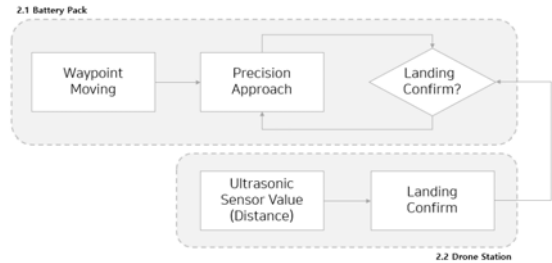 2.1 Battery Pack
Waypoint
Moving
Precision
Approach
Landing
Confirm?
Ultrasonic
Sensor Value
(Distance)
Landing
Confirm
2.2 Drone Station